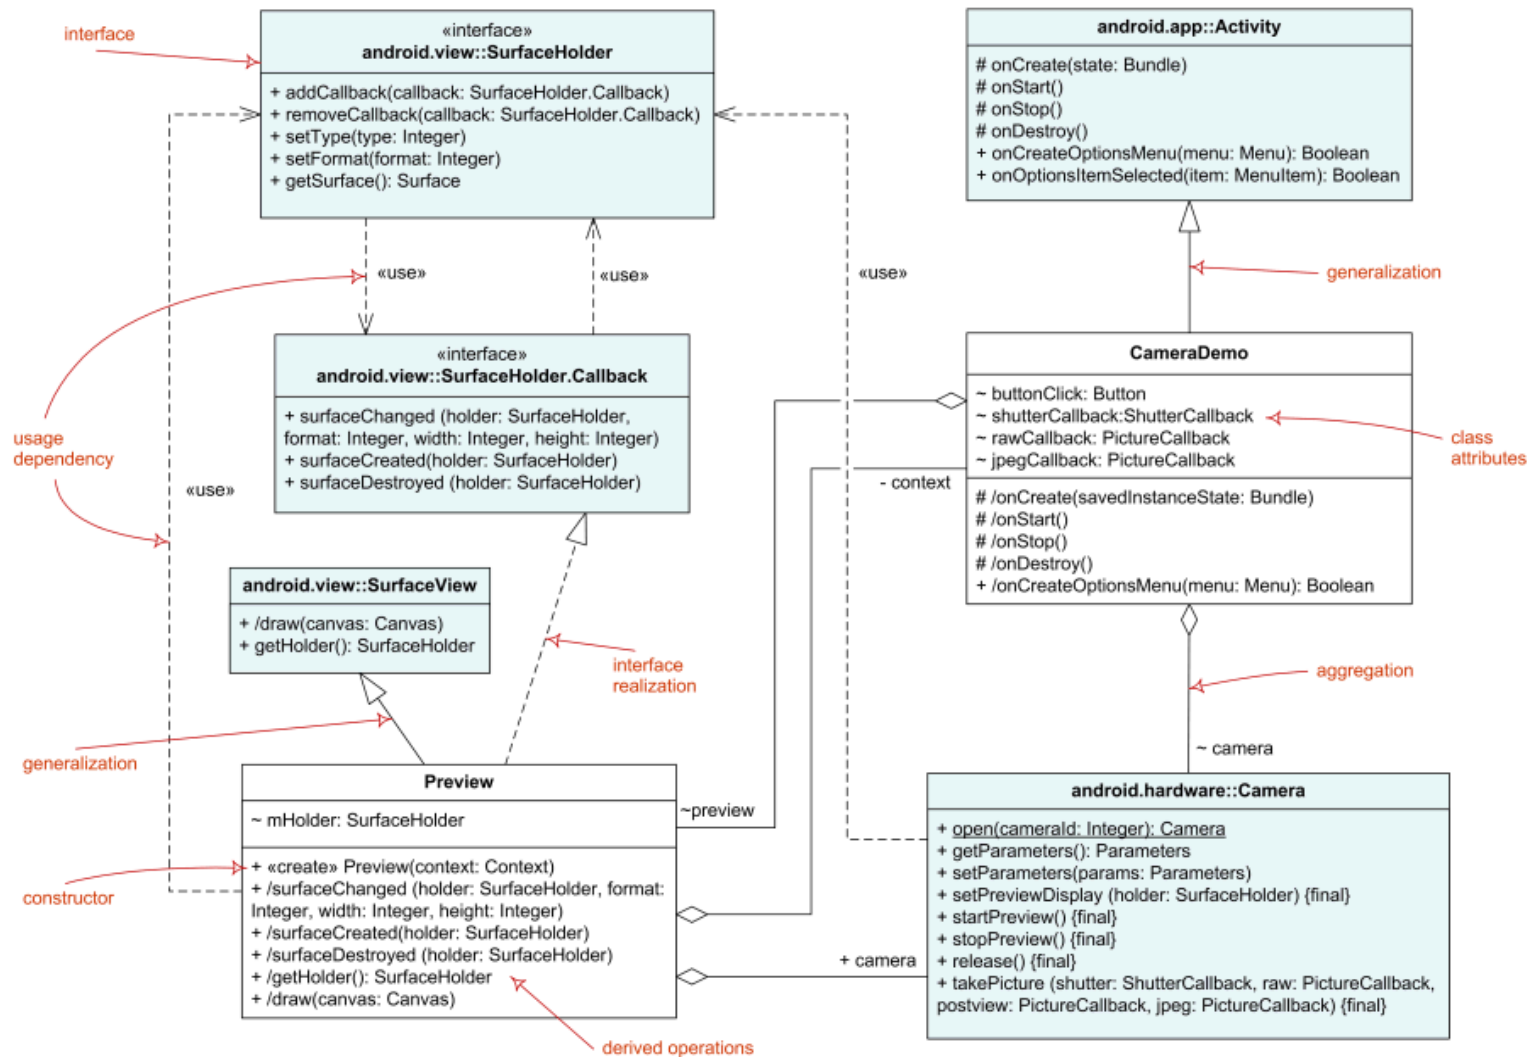 interface
«interface»
android.view::SurfaceHolder
+ addCallback(callback: SurfaceHolder.Callback)
+ removeCallback(callback: SurfaceHolder.Callback)
+ setType(type: Integer)
+ setFormat(format: Integer)
+ getSurface(): Surface
android.app::Activity
# onCreate(state: Bundle)
# onStart()
# onStop()
# onDestroy()
+ onCreateOptionsMenu(menu: Menu): Boolean
+ onOptionsItemSelected(item: MenuItem): Boolean
«use»
«use»
«use»
generalization
«interface»
android.view::SurfaceHolder.Callback
+ surfaceChanged (holder: SurfaceHolder,
format: Integer, width: Integer, height: Integer)
+ surfaceCreated(holder: SurfaceHolder)
+ surfaceDestroyed (holder: SurfaceHolder)
CameraDemo
~ buttonClick: Button
~ shutterCallback:ShutterCallback
~ rawCallback: PictureCallback
~ jpegCallback: PictureCallback
# /onCreate(savedInstanceState: Bundle)
# /onStart()
# /onStop()
# /onDestroy()
+ /onCreateOptionsMenu(menu: Menu): Boolean
class
attributes
usage
dependency
«use»
- context
android.view::SurfaceView
+ /draw(canvas: Canvas)
+ getHolder(): SurfaceHolder
interface
realization
aggregation
generalization
~ camera
Preview
~ mHolder: SurfaceHolder
+ «create» Preview(context: Context)
+ /surfaceChanged (holder: SurfaceHolder, format:
Integer, width: Integer, height: Integer)
+ /surfaceCreated(holder: SurfaceHolder)
+ /surfaceDestroyed (holder: SurfaceHolder)
+ /getHolder(): SurfaceHolder
+ /draw(canvas: Canvas)
~preview
constructor
+ camera
android.hardware::Camera
+ open(cameraId: Integer): Camera
+ getParameters(): Parameters
+ setParameters(params: Parameters)
+ setPreviewDisplay (holder: SurfaceHolder) {final}
+ startPreview() {final}
+ stopPreview() {final}
+ release() {final}
+ takePicture (shutter: ShutterCallback, raw: PictureCallback,
postview: PictureCallback, jpeg: PictureCallback) {final}
derived operations